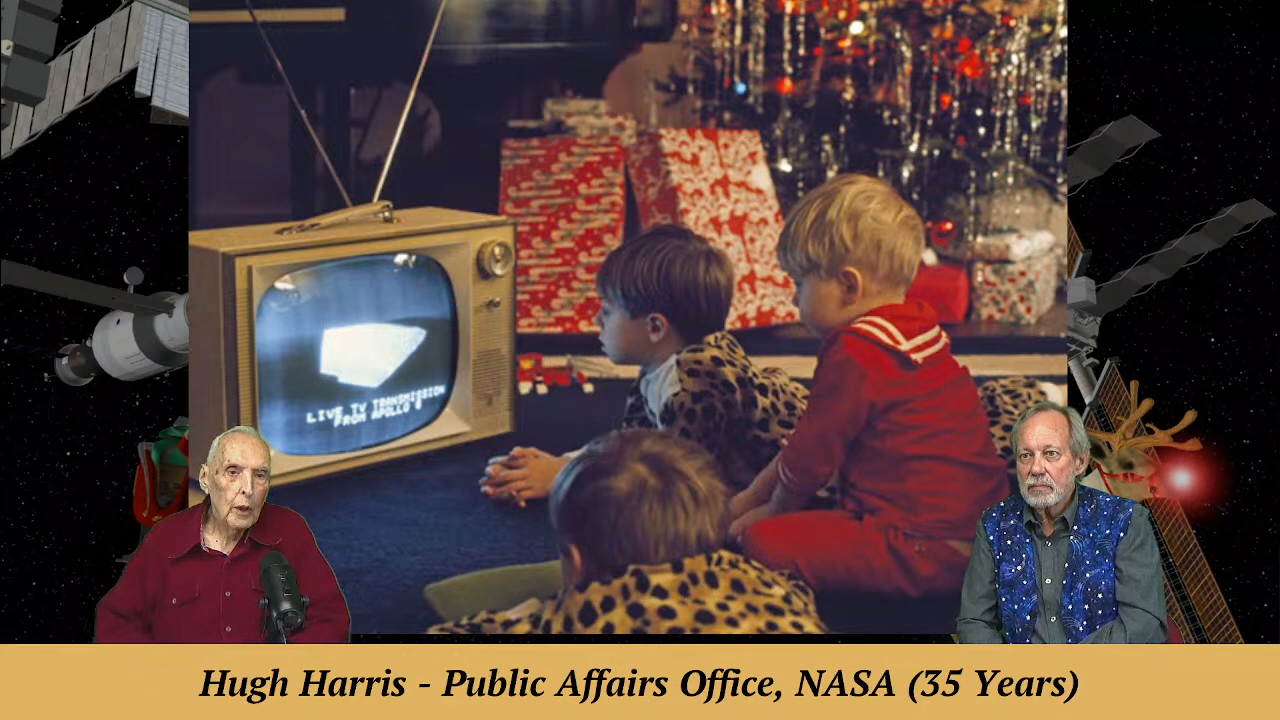 LIVE TV TRANSMISSION
FROM APOLLO 8
Hugh Harris - Public Affairs Office, NASA (35 Years)